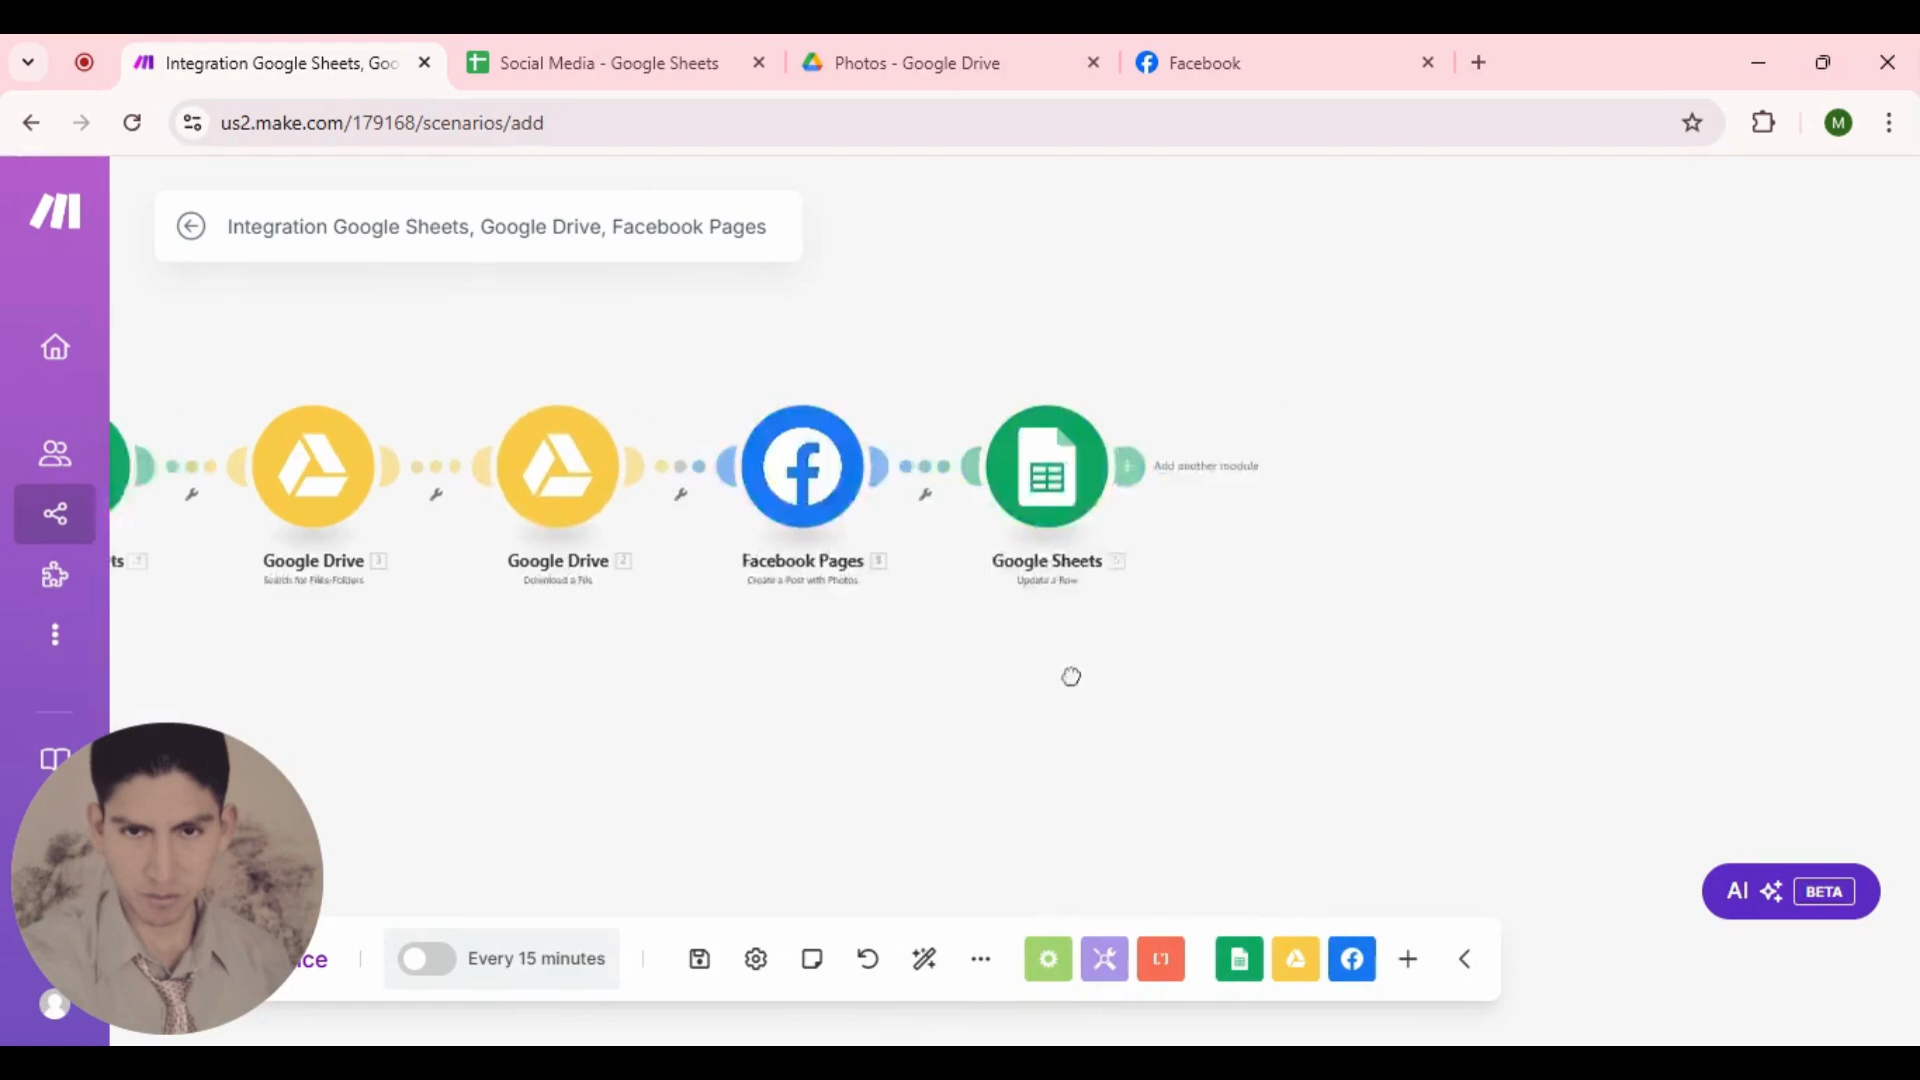 Integration Google Sheets, Goo
Social Media - Google Sheets
Photos - Google Drive
Facebook
us2.make.com/179168/scenarios/add
M
Integration Google Sheets, Google Drive, Facebook Pages
Add another module
ts
Google Drive 3
Search for Files-Folders
Google Drive 2
Download a File
Facebook Pages
Create a Post with Photos
Google Sheets
Update a Row
AI BETA
ce
Every 15 minutes